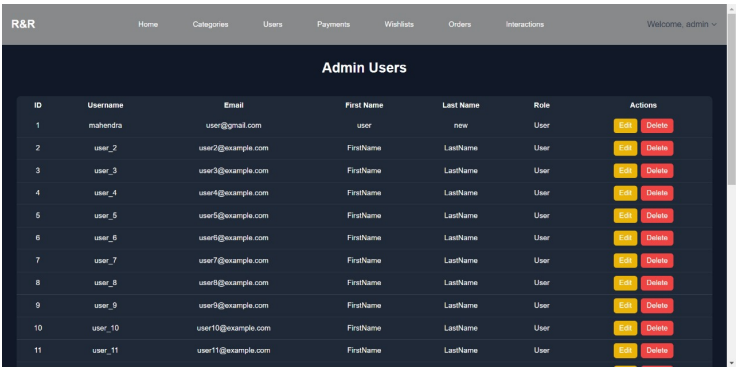 R&R Home Categories Users Payments Wishlists Orders Interactions Welcome, admin
Admin Users
ID Username Email First Name Last Name Role Actions
1 mahendra user@gmail.com user new User Edit Delete
2 user_2 user2@example.com FirstName LastName User Edit Delete
3 user_3 user3@example.com FirstName LastName User Edit Delete
4 user_4 user4@example.com FirstName LastName User Edit Delete
5 user_5 user5@example.com FirstName LastName User Edit Delete
6 user_6 user6@example.com FirstName LastName User Edit Delete
7 user_7 user7@example.com FirstName LastName User Edit Delete
8 user_8 user8@example.com FirstName LastName User Edit Delete
9 user_9 user9@example.com FirstName LastName User Edit Delete
10 user_10 user10@example.com FirstName LastName User Edit Delete
11 user_11 user11@example.com FirstName LastName User Edit Delete